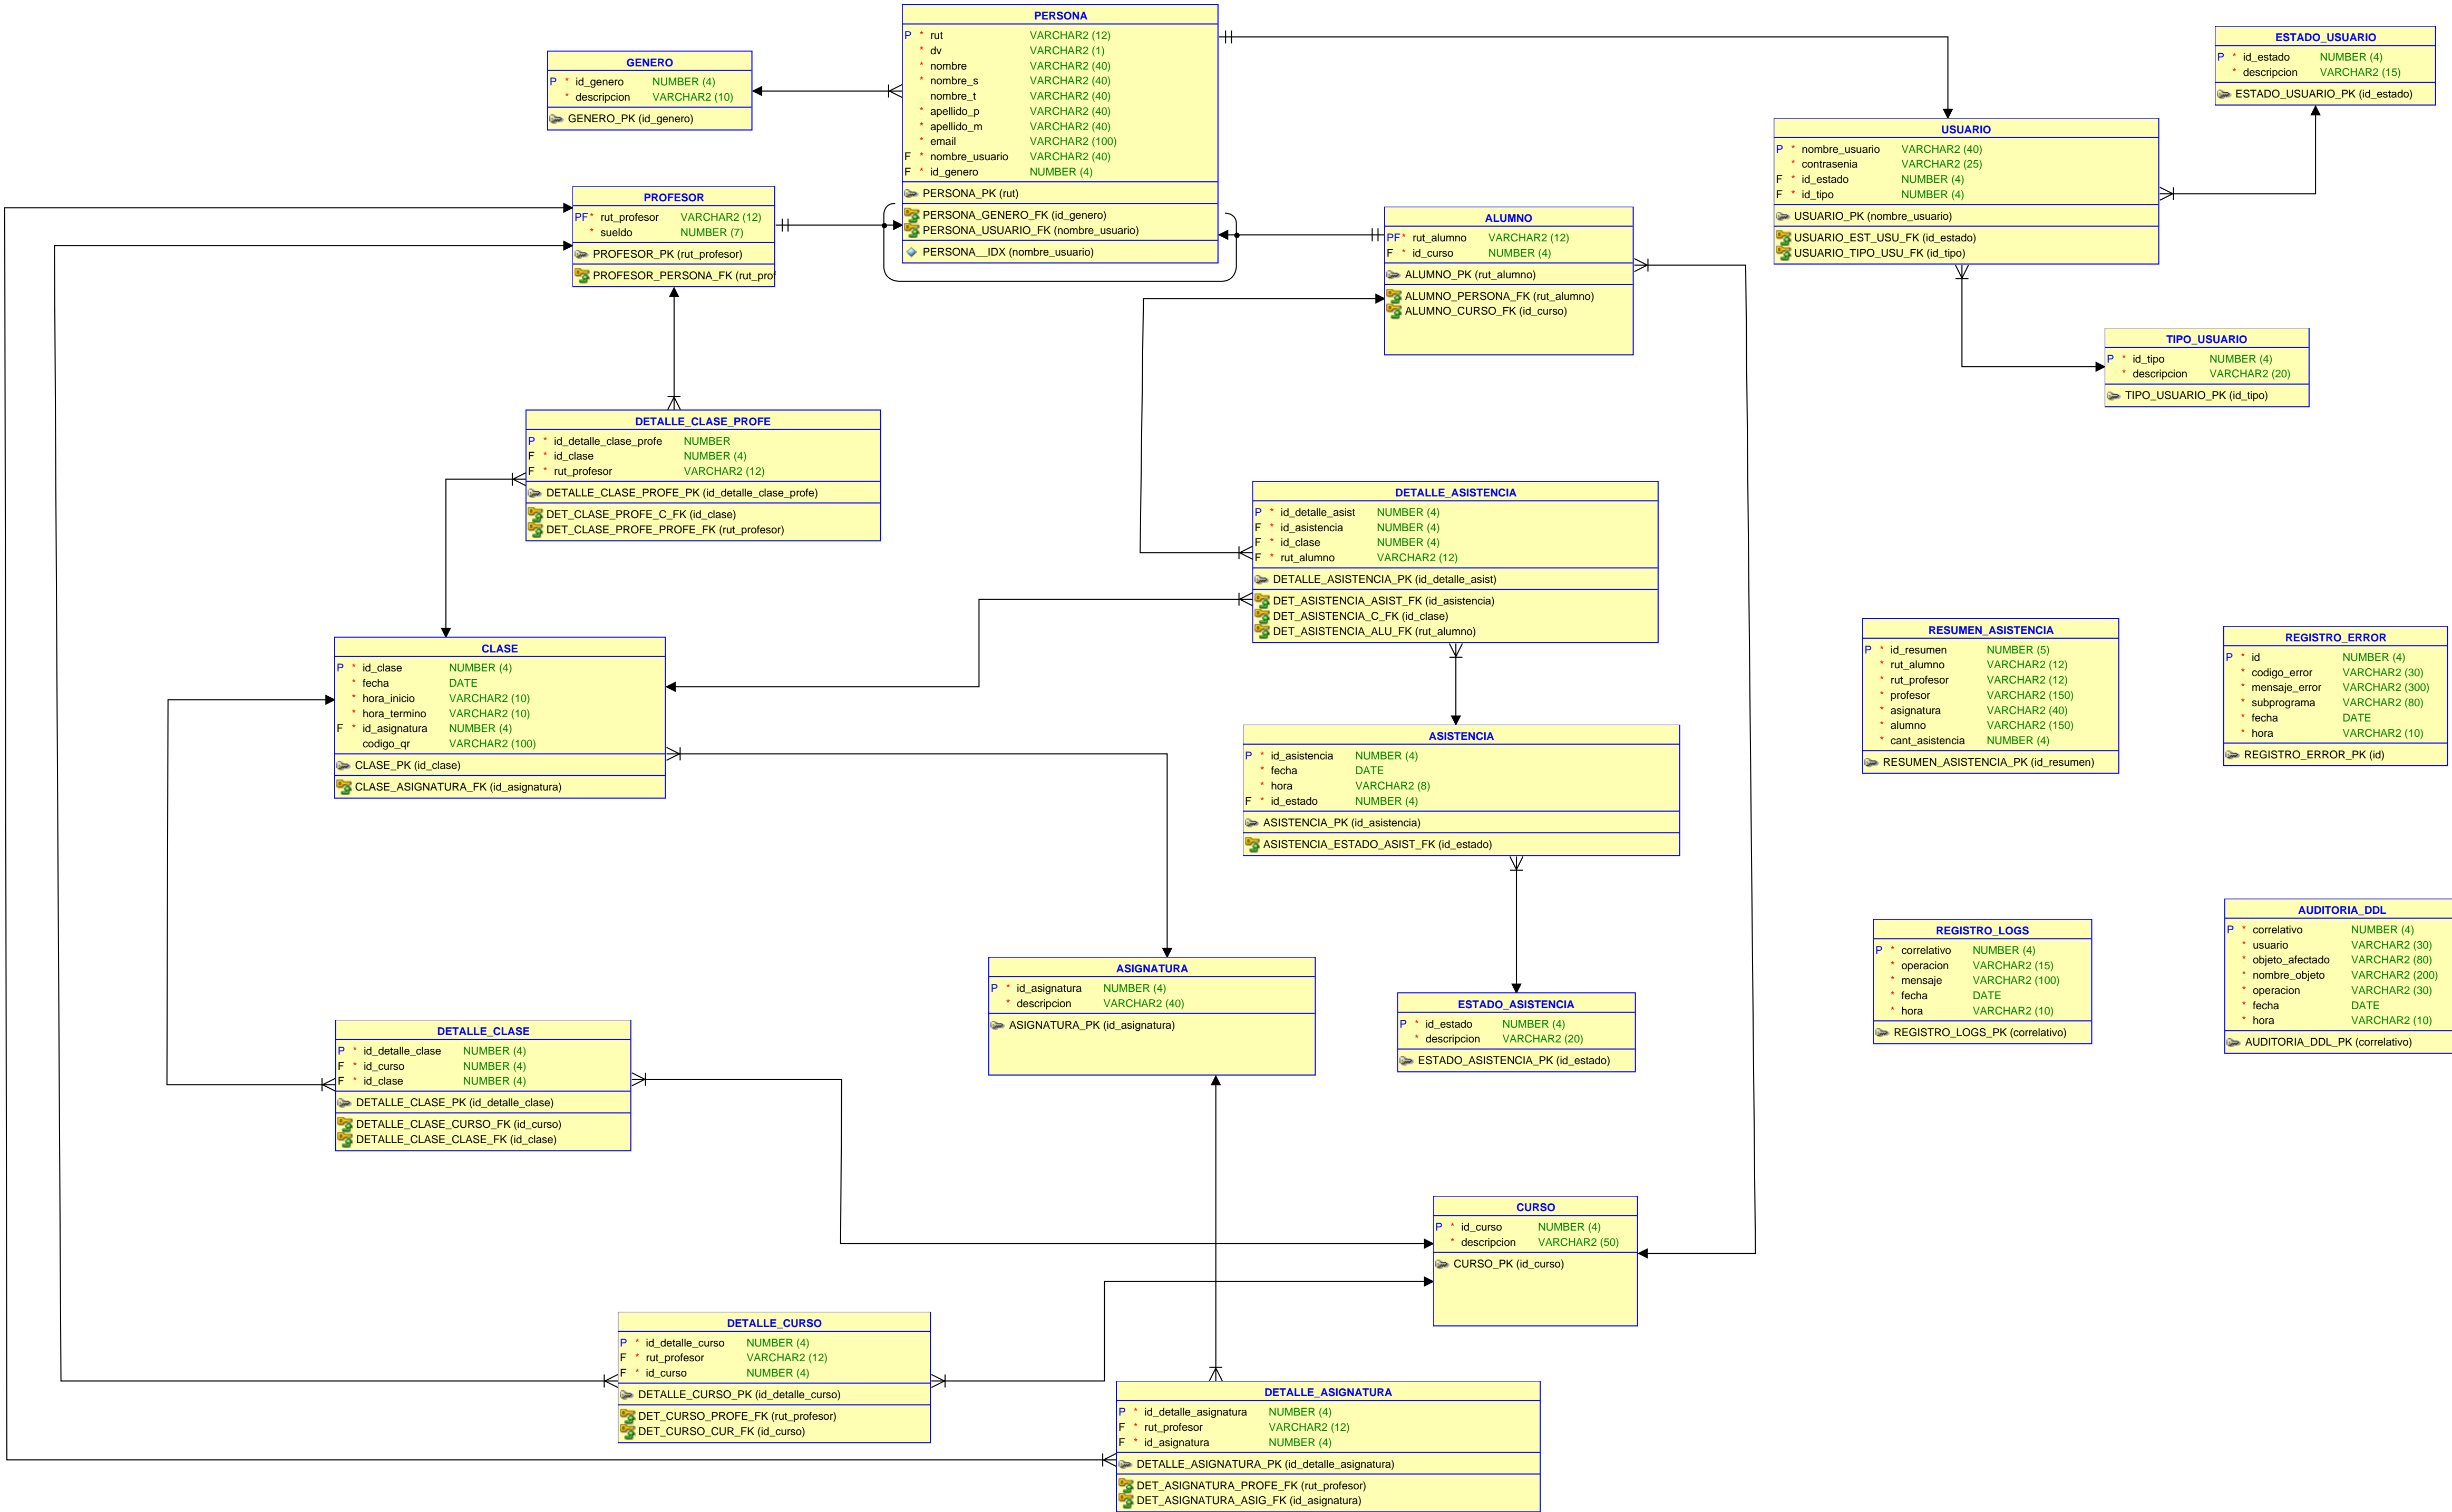 PERSONA
P * rut VARCHAR2 (12)
* dv VARCHAR2 (1)
* nombre VARCHAR2 (40)
* nombre_s VARCHAR2 (40)
nombre_t VARCHAR2 (40)
* apellido_p VARCHAR2 (40)
* apellido_m VARCHAR2 (40)
* email VARCHAR2 (100)
F * nombre_usuario VARCHAR2 (40)
F * id_genero NUMBER (4)
PERSONA_PK (rut)
PERSONA_GENERO_FK (id_genero)
PERSONA_USUARIO_FK (nombre_usuario)
PERSONA__IDX (nombre_usuario)
GENERO
P * id_genero NUMBER (4)
* descripcion VARCHAR2 (10)
GENERO_PK (id_genero)
ESTADO_USUARIO
P * id_estado NUMBER (4)
* descripcion VARCHAR2 (15)
ESTADO_USUARIO_PK (id_estado)
USUARIO
P * nombre_usuario VARCHAR2 (40)
* contrasenia VARCHAR2 (25)
F * id_estado NUMBER (4)
F * id_tipo NUMBER (4)
USUARIO_PK (nombre_usuario)
USUARIO_EST_USU_FK (id_estado)
USUARIO_TIPO_USU_FK (id_tipo)
PROFESOR
PF* rut_profesor VARCHAR2 (12)
* sueldo NUMBER (7)
PROFESOR_PK (rut_profesor)
PROFESOR_PERSONA_FK (rut_prof
ALUMNO
PF* rut_alumno VARCHAR2 (12)
F * id_curso NUMBER (4)
ALUMNO_PK (rut_alumno)
ALUMNO_PERSONA_FK (rut_alumno)
ALUMNO_CURSO_FK (id_curso)
TIPO_USUARIO
P * id_tipo NUMBER (4)
* descripcion VARCHAR2 (20)
TIPO_USUARIO_PK (id_tipo)
DETALLE_CLASE_PROFE
P * id_detalle_clase_profe NUMBER
F * id_clase NUMBER (4)
F * rut_profesor VARCHAR2 (12)
DETALLE_CLASE_PROFE_PK (id_detalle_clase_profe)
DET_CLASE_PROFE_C_FK (id_clase)
DET_CLASE_PROFE_PROFE_FK (rut_profesor)
DETALLE_ASISTENCIA
P * id_detalle_asist NUMBER (4)
F * id_asistencia NUMBER (4)
F * id_clase NUMBER (4)
F * rut_alumno VARCHAR2 (12)
DETALLE_ASISTENCIA_PK (id_detalle_asist)
DET_ASISTENCIA_ASIST_FK (id_asistencia)
DET_ASISTENCIA_C_FK (id_clase)
DET_ASISTENCIA_ALU_FK (rut_alumno)
CLASE
P * id_clase NUMBER (4)
* fecha DATE
* hora_inicio VARCHAR2 (10)
* hora_termino VARCHAR2 (10)
F * id_asignatura NUMBER (4)
codigo_qr VARCHAR2 (100)
CLASE_PK (id_clase)
CLASE_ASIGNATURA_FK (id_asignatura)
RESUMEN_ASISTENCIA
P * id_resumen NUMBER (5)
* rut_alumno VARCHAR2 (12)
* rut_profesor VARCHAR2 (12)
* profesor VARCHAR2 (150)
* asignatura VARCHAR2 (40)
* alumno VARCHAR2 (150)
* cant_asistencia NUMBER (4)
RESUMEN_ASISTENCIA_PK (id_resumen)
REGISTRO_ERROR
P * id NUMBER (4)
* codigo_error VARCHAR2 (30)
* mensaje_error VARCHAR2 (300)
* subprograma VARCHAR2 (80)
* fecha DATE
* hora VARCHAR2 (10)
REGISTRO_ERROR_PK (id)
ASISTENCIA
P * id_asistencia NUMBER (4)
* fecha DATE
* hora VARCHAR2 (8)
F * id_estado NUMBER (4)
ASISTENCIA_PK (id_asistencia)
ASISTENCIA_ESTADO_ASIST_FK (id_estado)
REGISTRO_LOGS
P * correlativo NUMBER (4)
* operacion VARCHAR2 (15)
* mensaje VARCHAR2 (100)
* fecha DATE
* hora VARCHAR2 (10)
REGISTRO_LOGS_PK (correlativo)
AUDITORIA_DDL
P * correlativo NUMBER (4)
* usuario VARCHAR2 (30)
* objeto_afectado VARCHAR2 (80)
* nombre_objeto VARCHAR2 (200)
* operacion VARCHAR2 (30)
* fecha DATE
* hora VARCHAR2 (10)
AUDITORIA_DDL_PK (correlativo)
ASIGNATURA
P * id_asignatura NUMBER (4)
* descripcion VARCHAR2 (40)
ASIGNATURA_PK (id_asignatura)
ESTADO_ASISTENCIA
P * id_estado NUMBER (4)
* descripcion VARCHAR2 (20)
ESTADO_ASISTENCIA_PK (id_estado)
DETALLE_CLASE
P * id_detalle_clase NUMBER (4)
F * id_curso NUMBER (4)
F * id_clase NUMBER (4)
DETALLE_CLASE_PK (id_detalle_clase)
DETALLE_CLASE_CURSO_FK (id_curso)
DETALLE_CLASE_CLASE_FK (id_clase)
CURSO
P * id_curso NUMBER (4)
* descripcion VARCHAR2 (50)
CURSO_PK (id_curso)
DETALLE_CURSO
P * id_detalle_curso NUMBER (4)
F * rut_profesor VARCHAR2 (12)
F * id_curso NUMBER (4)
DETALLE_CURSO_PK (id_detalle_curso)
DET_CURSO_PROFE_FK (rut_profesor)
DET_CURSO_CUR_FK (id_curso)
DETALLE_ASIGNATURA
P * id_detalle_asignatura NUMBER (4)
F * rut_profesor VARCHAR2 (12)
F * id_asignatura NUMBER (4)
DETALLE_ASIGNATURA_PK (id_detalle_asignatura)
DET_ASIGNATURA_PROFE_FK (rut_profesor)
DET_ASIGNATURA_ASIG_FK (id_asignatura)